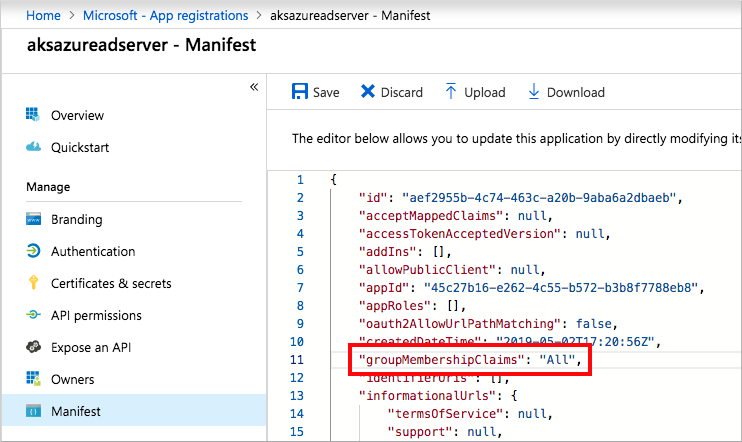 Home > Microsoft - App registrations > aksazureadserver - Manifest
aksazureadserver - Manifest
«
Overview
Quickstart
Manage
Branding
Authentication
Certificates & secrets
API permissions
Expose an API
Owners
Manifest
Save Discard Upload Download
The editor below allows you to update this application by directly modifying its
1 {
2 "id": "aef2955b-4c74-463c-a20b-9aba6a2dbaeb",
3 "acceptMappedClaims": null,
4 "accessTokenAcceptedVersion": null,
5 "addIns": [],
6 "allowPublicClient": null,
7 "appId": "45c27b16-e262-4c55-b572-b3b8f7788eb8",
8 "appRoles": [],
9 "oauth2AllowUrlPathMatching": false,
10 "createdDateTime": "2019-05-02T17:20:56Z",
11 "groupMembershipClaims": "All",
12 "identifierUris": [],
13 "informationalUrls": {
14 "termsOfService": null,
15 "support": null,